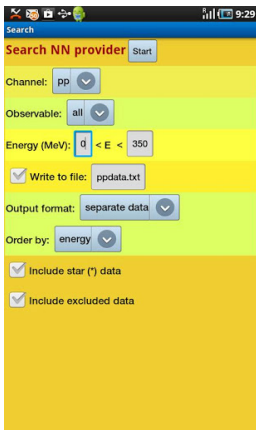 9:29
Search
Search NN provider Start
Channel: pp
Observable: all
Energy (MeV): 0 < E < 350
Write to file: ppdata.txt
Output format: separate data
Order by: energy
Include star (*) data
Include excluded data